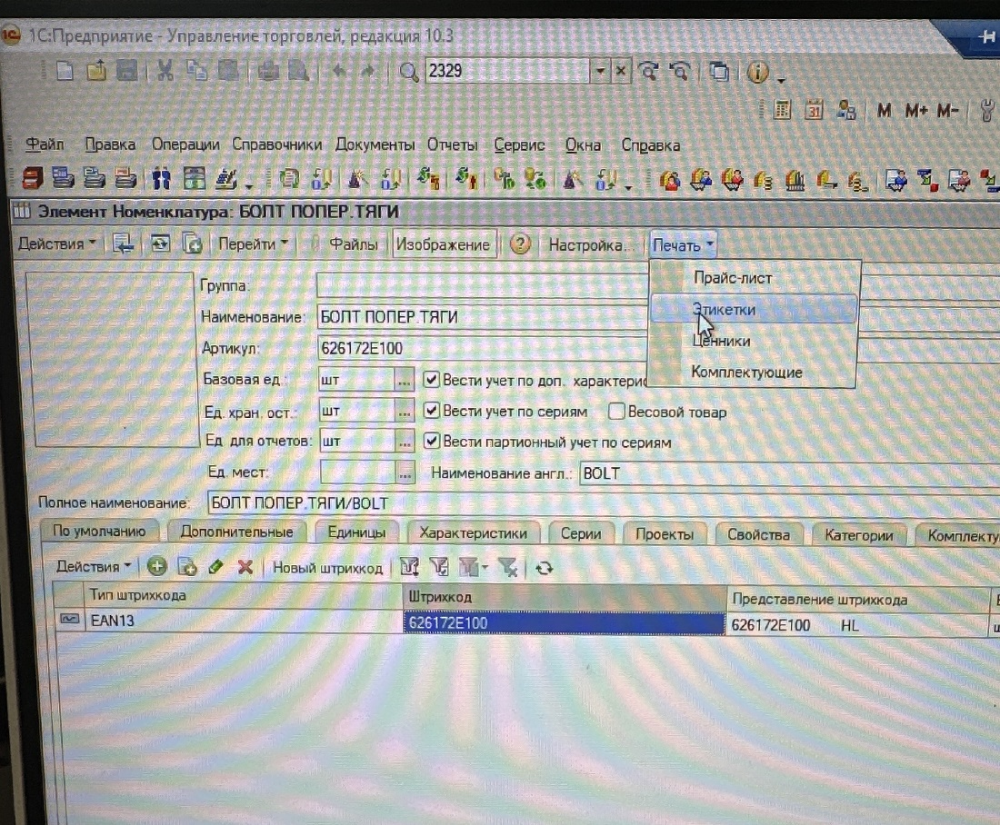 1С:Предприятие - Управление торговлей, редакция 10.3
2329
M M+ M-
Файл Правка Операции Справочники Документы Отчеты Сервис Окна Справка
Элемент Номенклатура: БОЛТ ПОПЕР.ТЯГИ
Действия Перейти Файлы Изображение Настройка... Печать
Прайс-лист
Этикетки
Ценники
Комплектующие
Группа:
Наименование: БОЛТ ПОПЕР.ТЯГИ
Артикул: 626172E100
Базовая ед.: шт ... Вести учет по доп. характерис
Ед. хран. ост.: шт ... Вести учет по сериям Весовой товар
Ед. для отчетов: шт ... Вести партионный учет по сериям
Ед. мест: ... Наименование англ.: BOLT
Полное наименование: БОЛТ ПОПЕР.ТЯГИ/BOLT
По умолчанию Дополнительные Единицы Характеристики Серии Проекты Свойства Категории Комплекту
Действия Новый штрихкод
Тип штрихкода Штрихкод Представление штрихкода
EAN13 626172E100 626172E100 HL